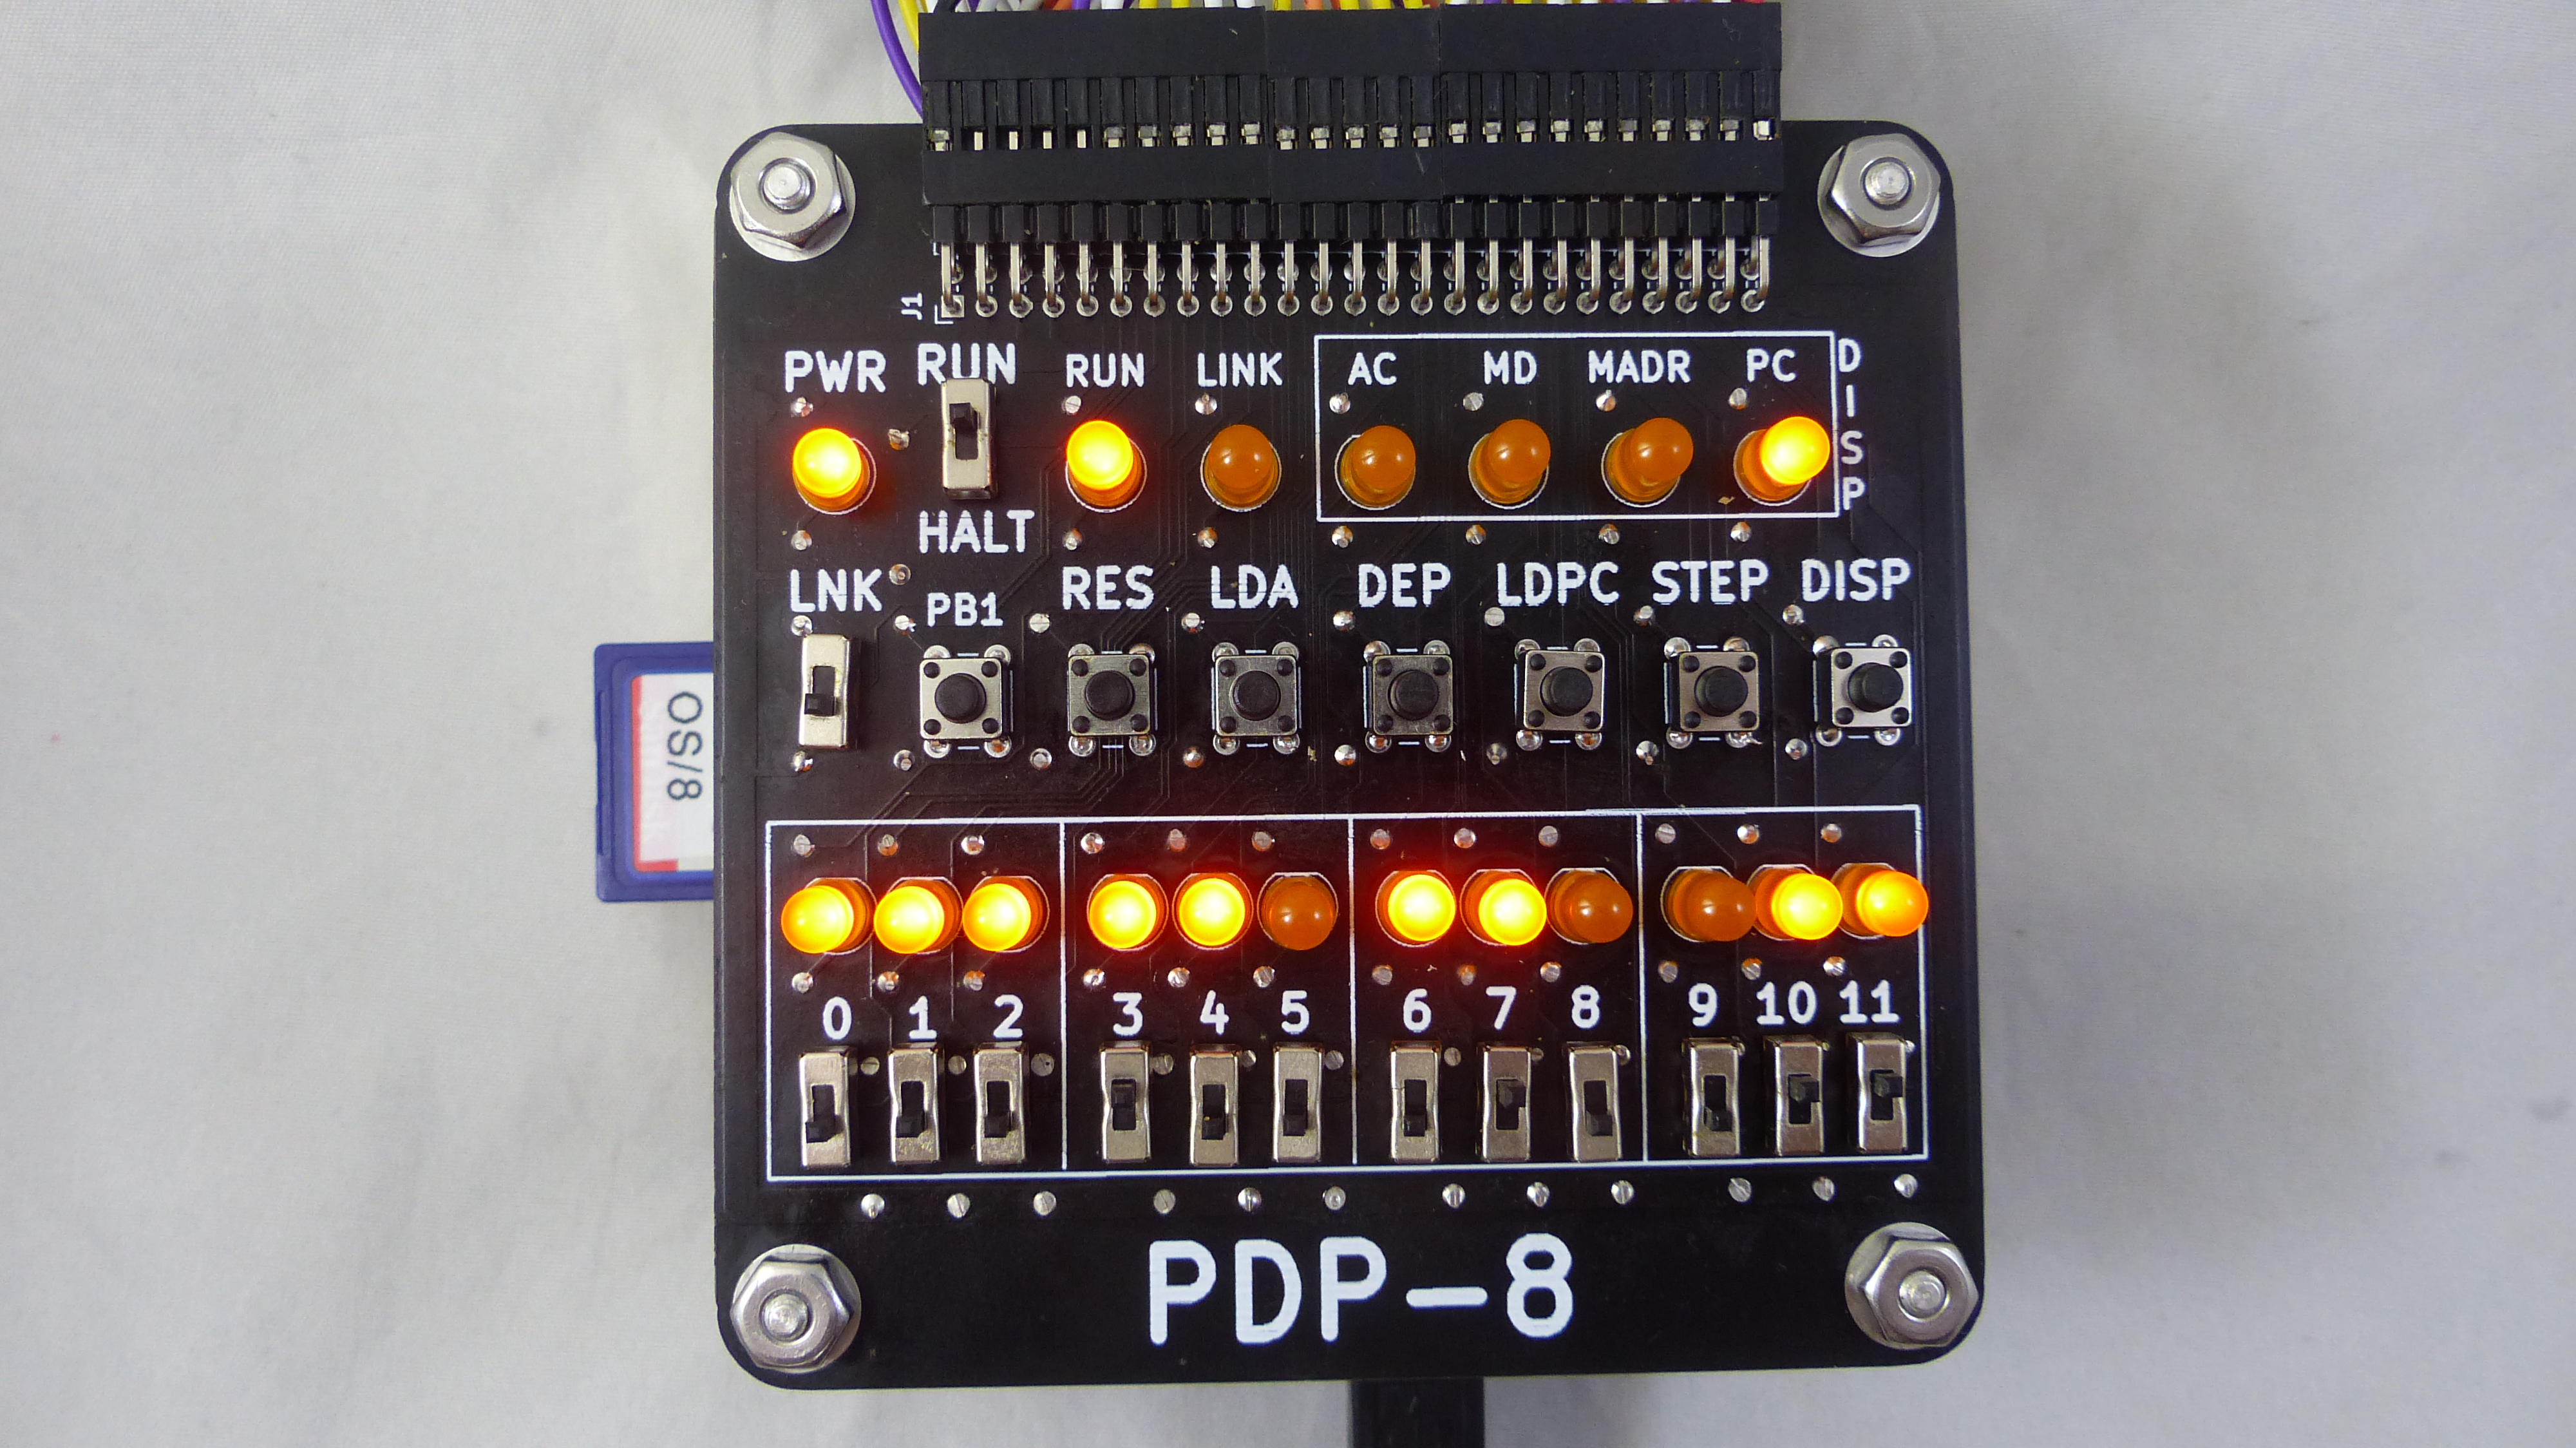 J1
PWR RUN RUN LINK AC MD MADR PC DISP
HALT
LNK PB1 RES LDA DEP LDPC STEP DISP
OS/8
0 1 2 3 4 5 6 7 8 9 10 11
PDP-8